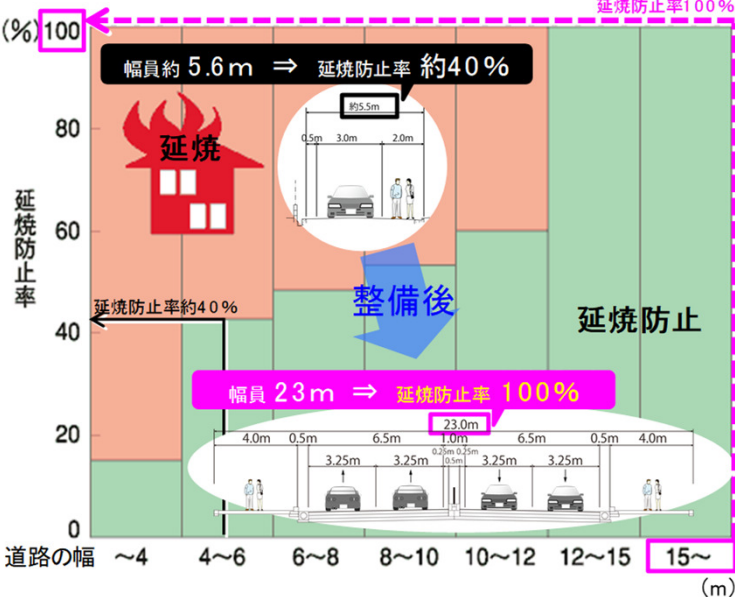 延焼防止率100%
(%)100
幅員約 5.6m ⇒ 延焼防止率 約40%
約5.5m
0.5m 3.0m 2.0m
80
延焼
60
延焼防止率
整備後
延焼防止率約40%
40
延焼防止
幅員 23m ⇒ 延焼防止率 100%
23.0m
20
4.0m 0.5m 6.5m 1.0m 6.5m 0.5m 4.0m
0.25m 0.25m
3.25m 3.25m 0.5m 3.25m 3.25m
0
道路の幅 ~4 4~6 6~8 8~10 10~12 12~15 15~
(m)